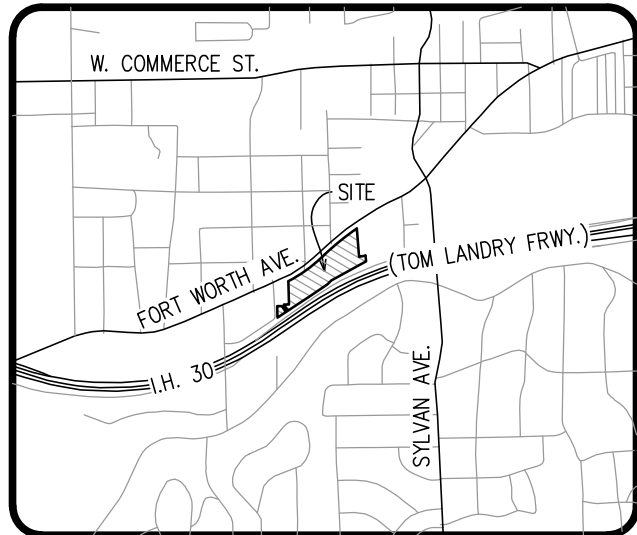 W. COMMERCE ST.
SITE
FORT WORTH AVE.
(TOM LANDRY FRWY.)
I.H. 30
SYLVAN AVE.